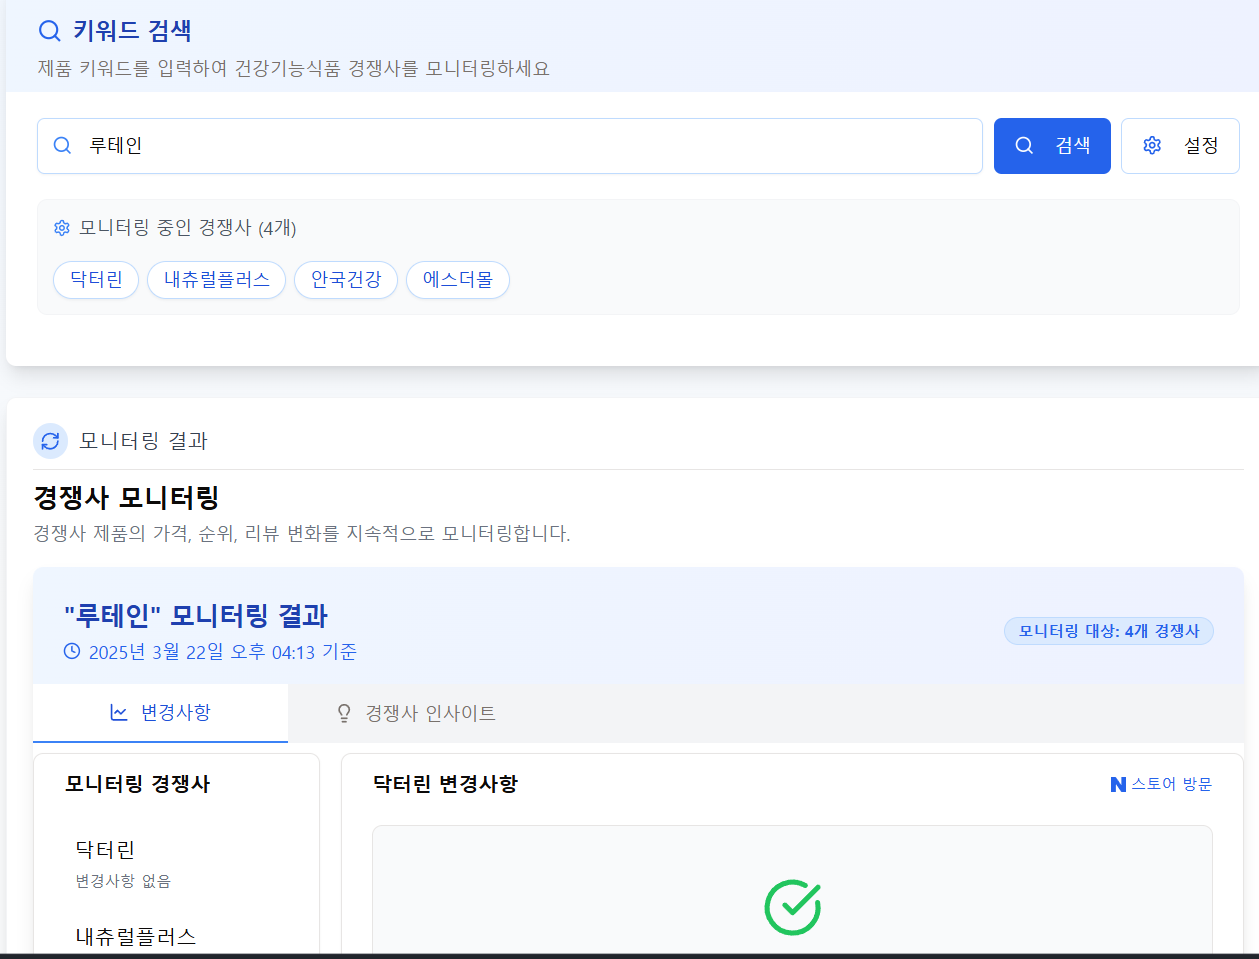 키워드 검색
제품 키워드를 입력하여 건강기능식품 경쟁사를 모니터링하세요
루테인
검색
설정
모니터링 중인 경쟁사 (4개)
닥터린
내츄럴플러스
안국건강
에스더몰
모니터링 결과
경쟁사 모니터링
경쟁사 제품의 가격, 순위, 리뷰 변화를 지속적으로 모니터링합니다.
"루테인" 모니터링 결과
2025년 3월 22일 오후 04:13 기준
모니터링 대상: 4개 경쟁사
변경사항
경쟁사 인사이트
모니터링 경쟁사
닥터린
변경사항 없음
내츄럴플러스
닥터린 변경사항
N 스토어 방문